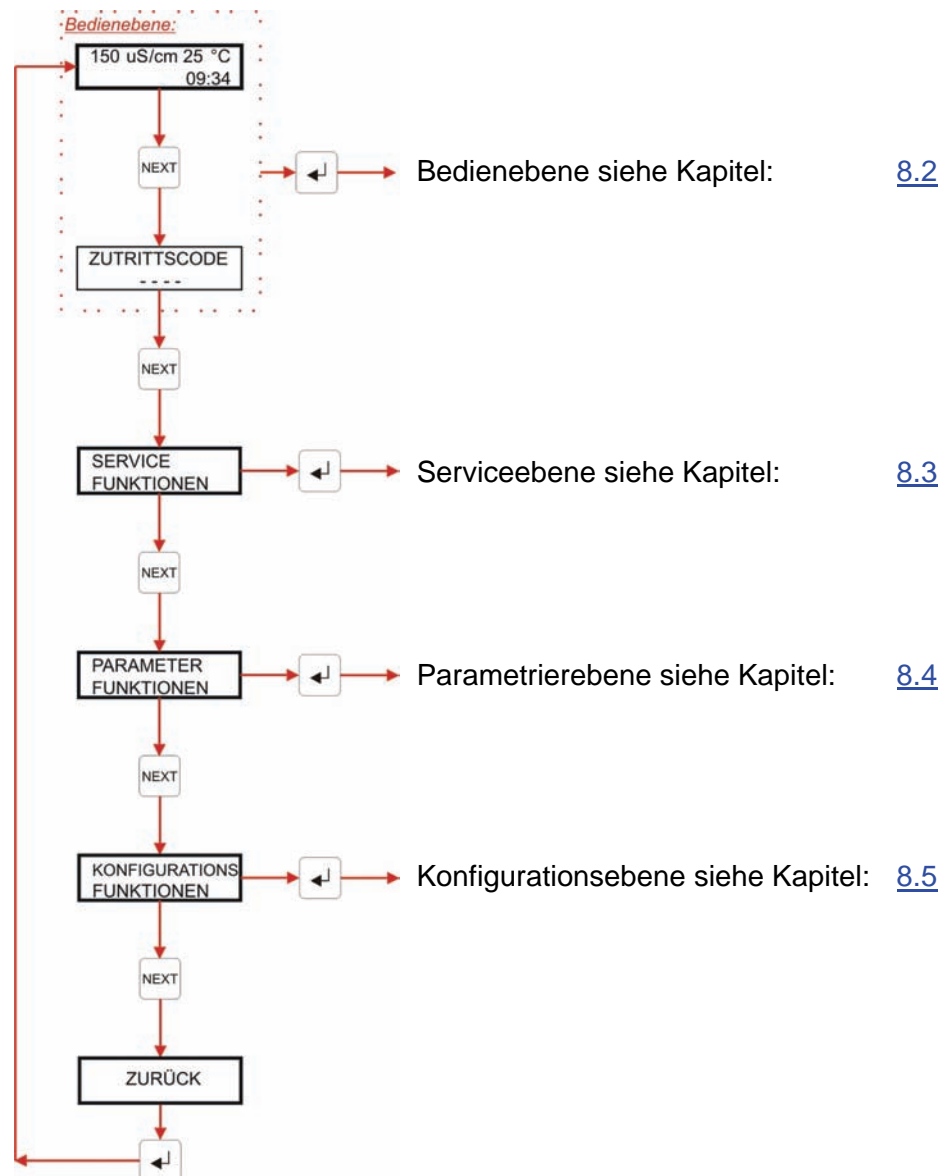 Bedienebene:
150 uS/cm 25 °C
09:34
NEXT
Bedienebene siehe Kapitel: 8.2
ZUTRITTSCODE
- - - -
NEXT
SERVICE
FUNKTIONEN
Serviceebene siehe Kapitel: 8.3
NEXT
PARAMETER
FUNKTIONEN
Parametrierebene siehe Kapitel: 8.4
NEXT
KONFIGURATIONS
FUNKTIONEN
Konfigurationsebene siehe Kapitel: 8.5
NEXT
ZURÜCK